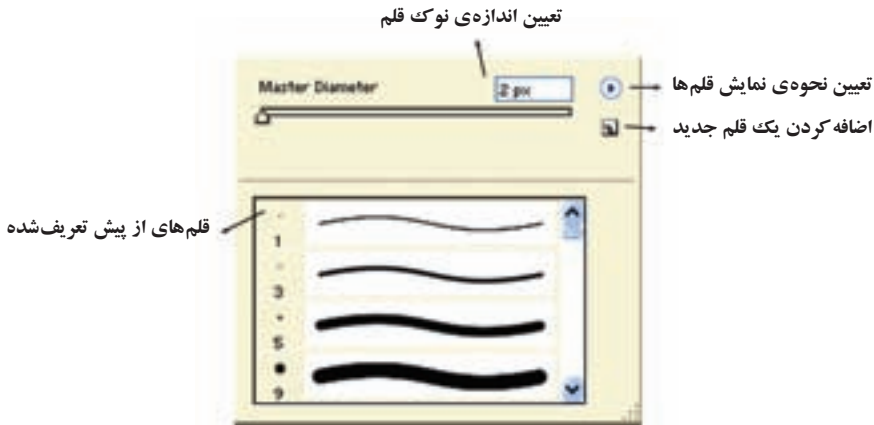 تعیین اندازه‌ی نوک قلم
Master Diameter
2 px
تعیین نحوه‌ی نمایش قلم‌ها
اضافه کردن یک قلم جدید
قلم‌های از پیش تعریف‌شده
1
3
5
9